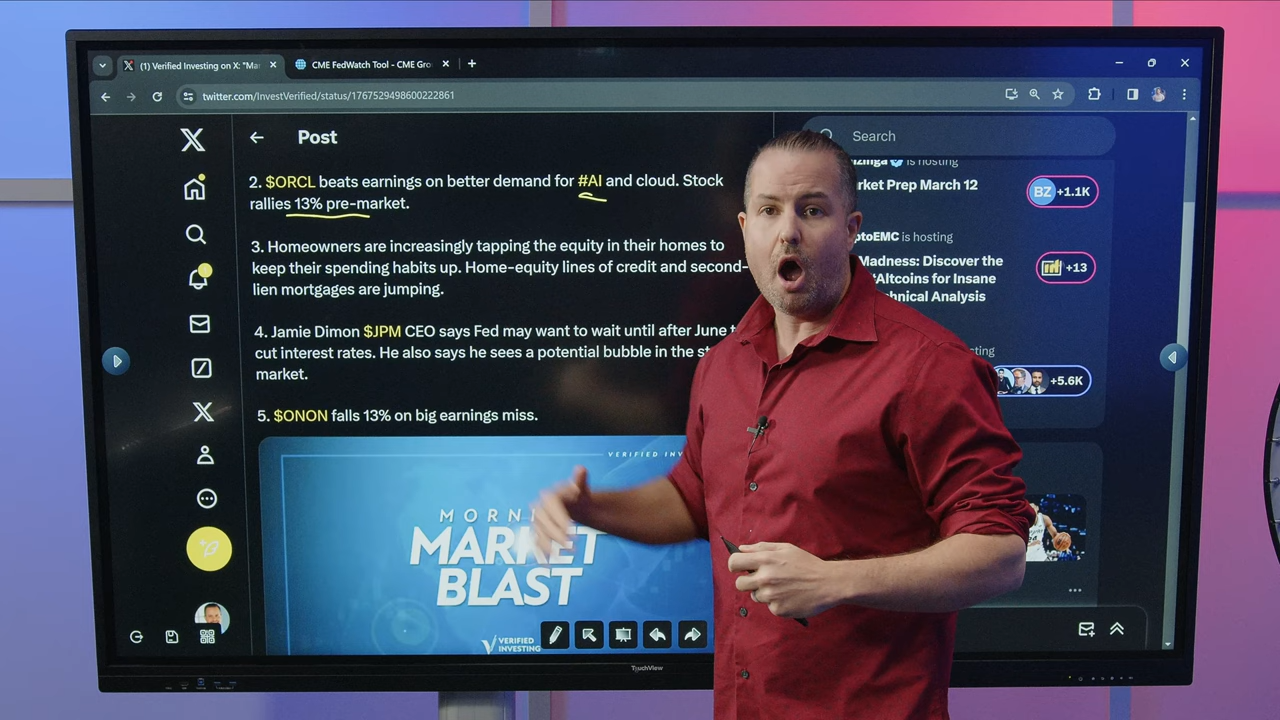 (1) Verified Investing on X: "Ma
CME FedWatch Tool - CME Gro
twitter.com/InvestVerified/status/1767529498600222861
Post
Search
2. $ORCL beats earnings on better demand for #AI and cloud. Stock
rallies 13% pre-market.
3. Homeowners are increasingly tapping the equity in their homes to
keep their spending habits up. Home-equity lines of credit and second-
lien mortgages are jumping.
4. Jamie Dimon $JPM CEO says Fed may want to wait until after June t
cut interest rates. He also says he sees a potential bubble in the st
market.
5. $ONON falls 13% on big earnings miss.
VERIFIED INV
MORNI
MARKET
BLAST
VERIFIED
INVESTING
is hosting
rket Prep March 12
BZ +1.1K
ptoEMC is hosting
Madness: Discover the
Altcoins for Insane
hnical Analysis
+13
sting
+5.6K
TouchView